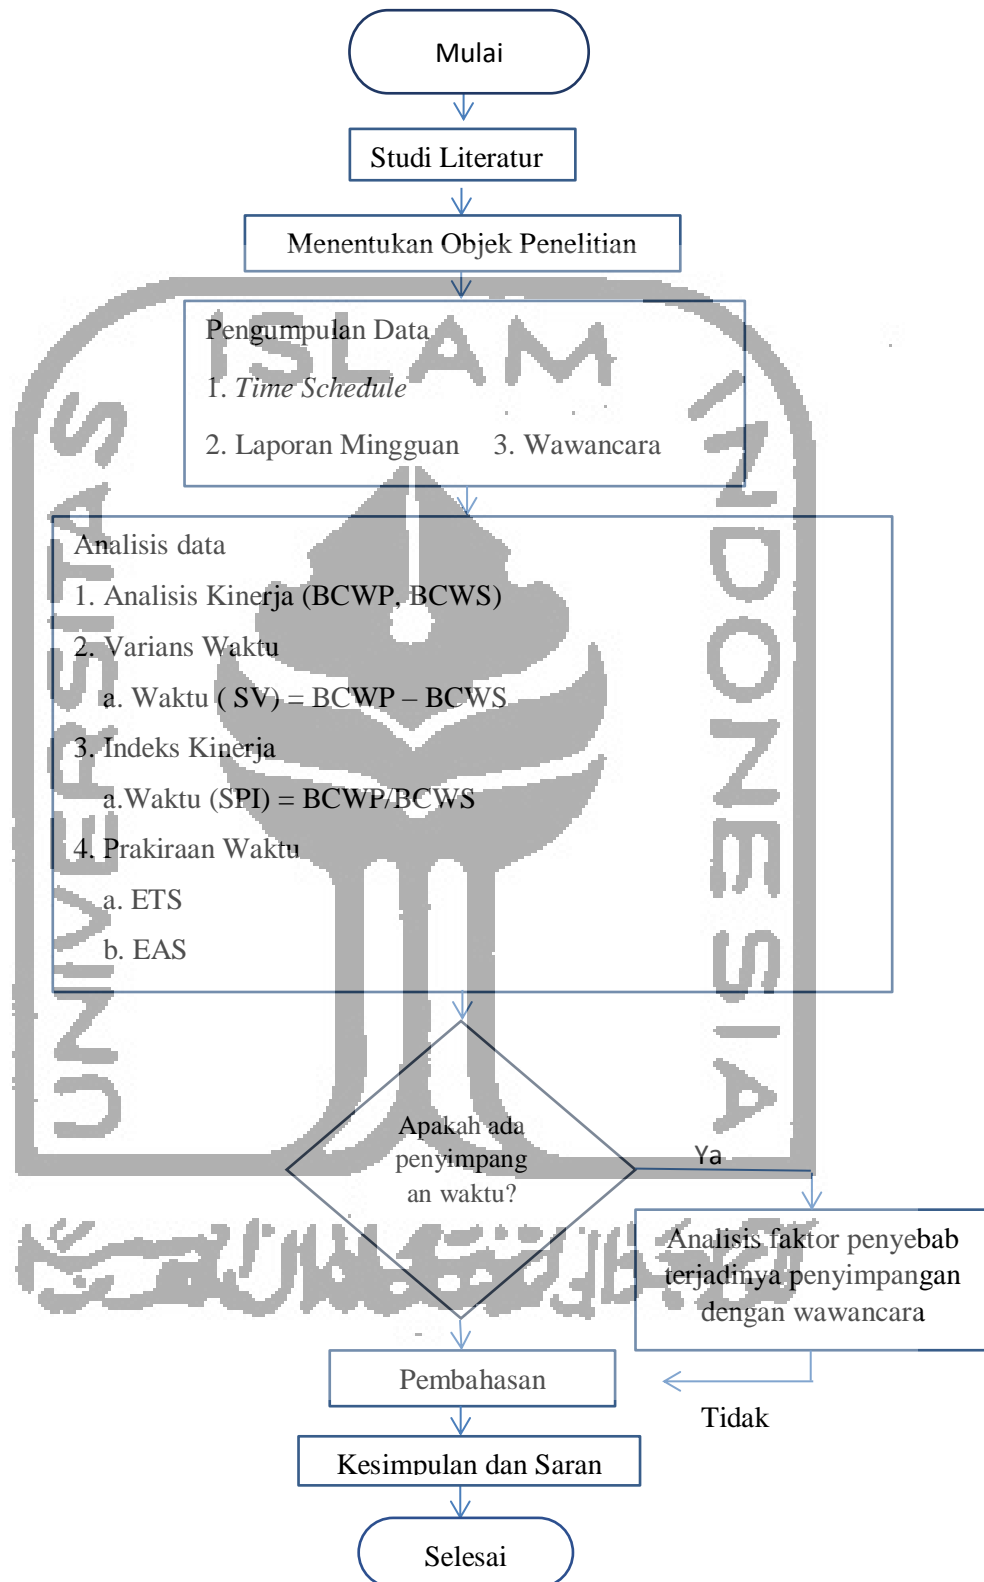 Mulai
Studi Literatur
Menentukan Objek Penelitian
ISLAM
UNIVERSITAS
INDONESIA
Pengumpulan Data
1. Time Schedule
2. Laporan Mingguan 3. Wawancara
Analisis data
1. Analisis Kinerja (BCWP, BCWS)
2. Varians Waktu
a. Waktu ( SV) = BCWP – BCWS
3. Indeks Kinerja
a.Waktu (SPI) = BCWP/BCWS
4. Prakiraan Waktu
a. ETS
b. EAS
Apakah ada
penyimpang
an waktu?
Ya
Analisis faktor penyebab
terjadinya penyimpangan
dengan wawancara
Pembahasan
Tidak
Kesimpulan dan Saran
Selesai